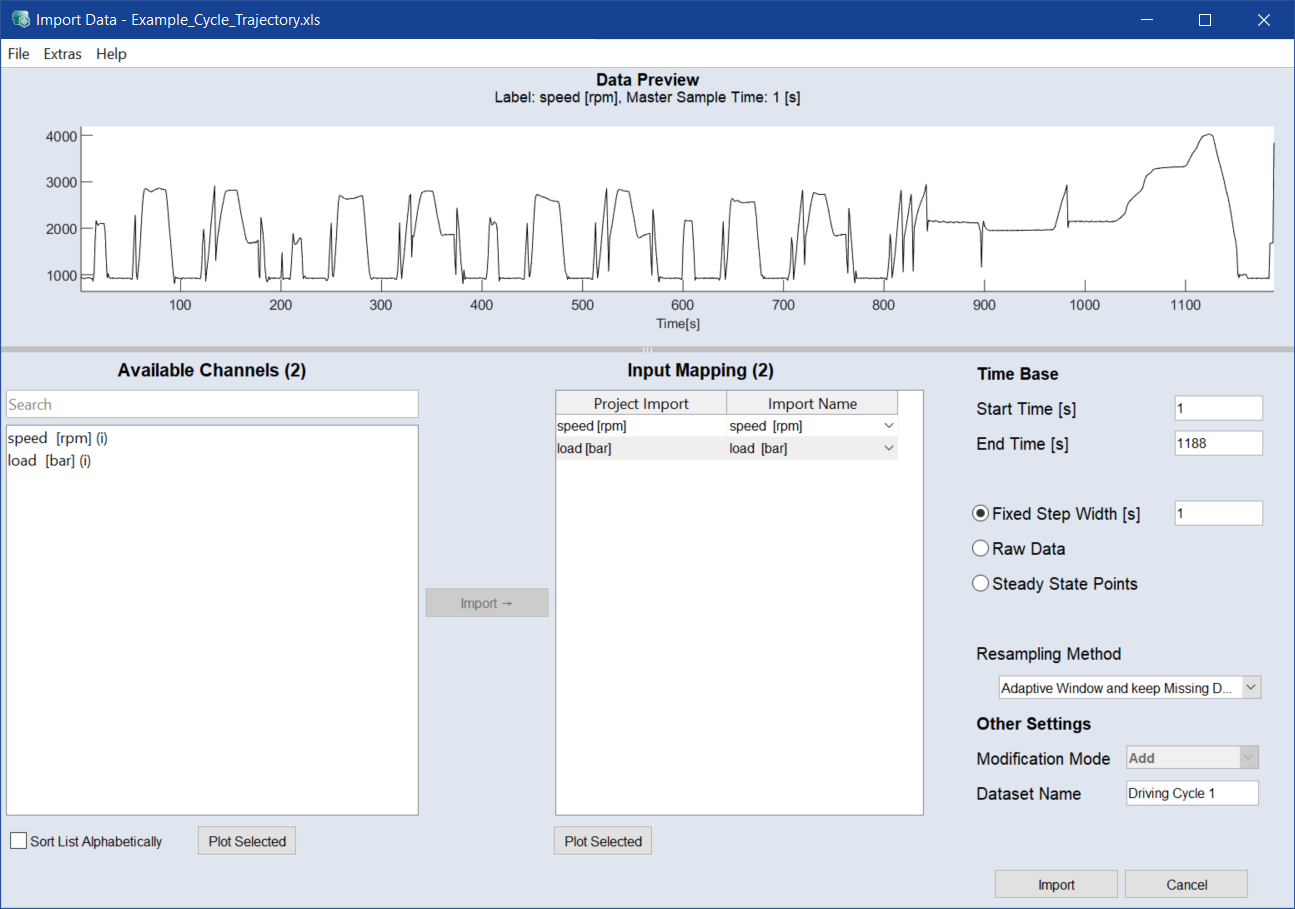 Import Data - Example_Cycle_Trajectory.xls
File Extras Help
Data Preview
Label: speed [rpm], Master Sample Time: 1 [s]
4000
3000
2000
1000
100 200 300 400 500 600 700 800 900 1000 1100
Time[s]
Available Channels (2)
Search
speed [rpm] (i)
load [bar] (i)
Sort List Alphabetically
Plot Selected
Import →
Input Mapping (2)
Project Import Import Name
speed [rpm] speed [rpm]
load [bar] load [bar]
Plot Selected
Time Base
Start Time [s] 1
End Time [s] 1188
Fixed Step Width [s] 1
Raw Data
Steady State Points
Resampling Method
Adaptive Window and keep Missing D...
Other Settings
Modification Mode Add
Dataset Name Driving Cycle 1
Import Cancel